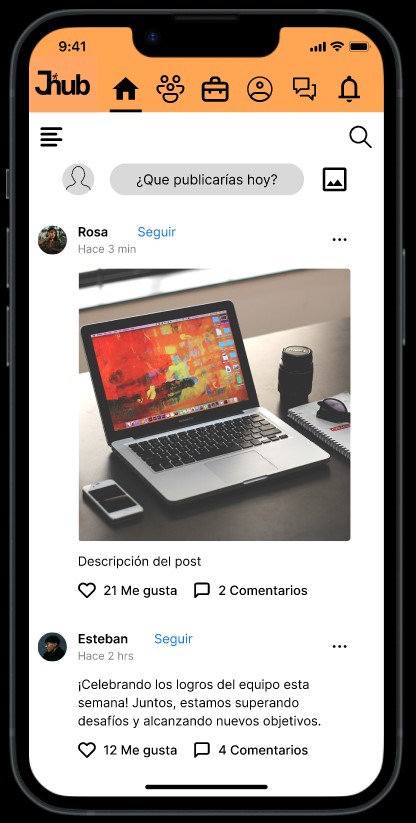 9:41
Jhub
¿Que publicarías hoy?
Rosa Seguir
Hace 3 min
Descripción del post
21 Me gusta 2 Comentarios
Esteban Seguir
Hace 2 hrs
¡Celebrando los logros del equipo esta
semana! Juntos, estamos superando
desafíos y alcanzando nuevos objetivos.
12 Me gusta 4 Comentarios